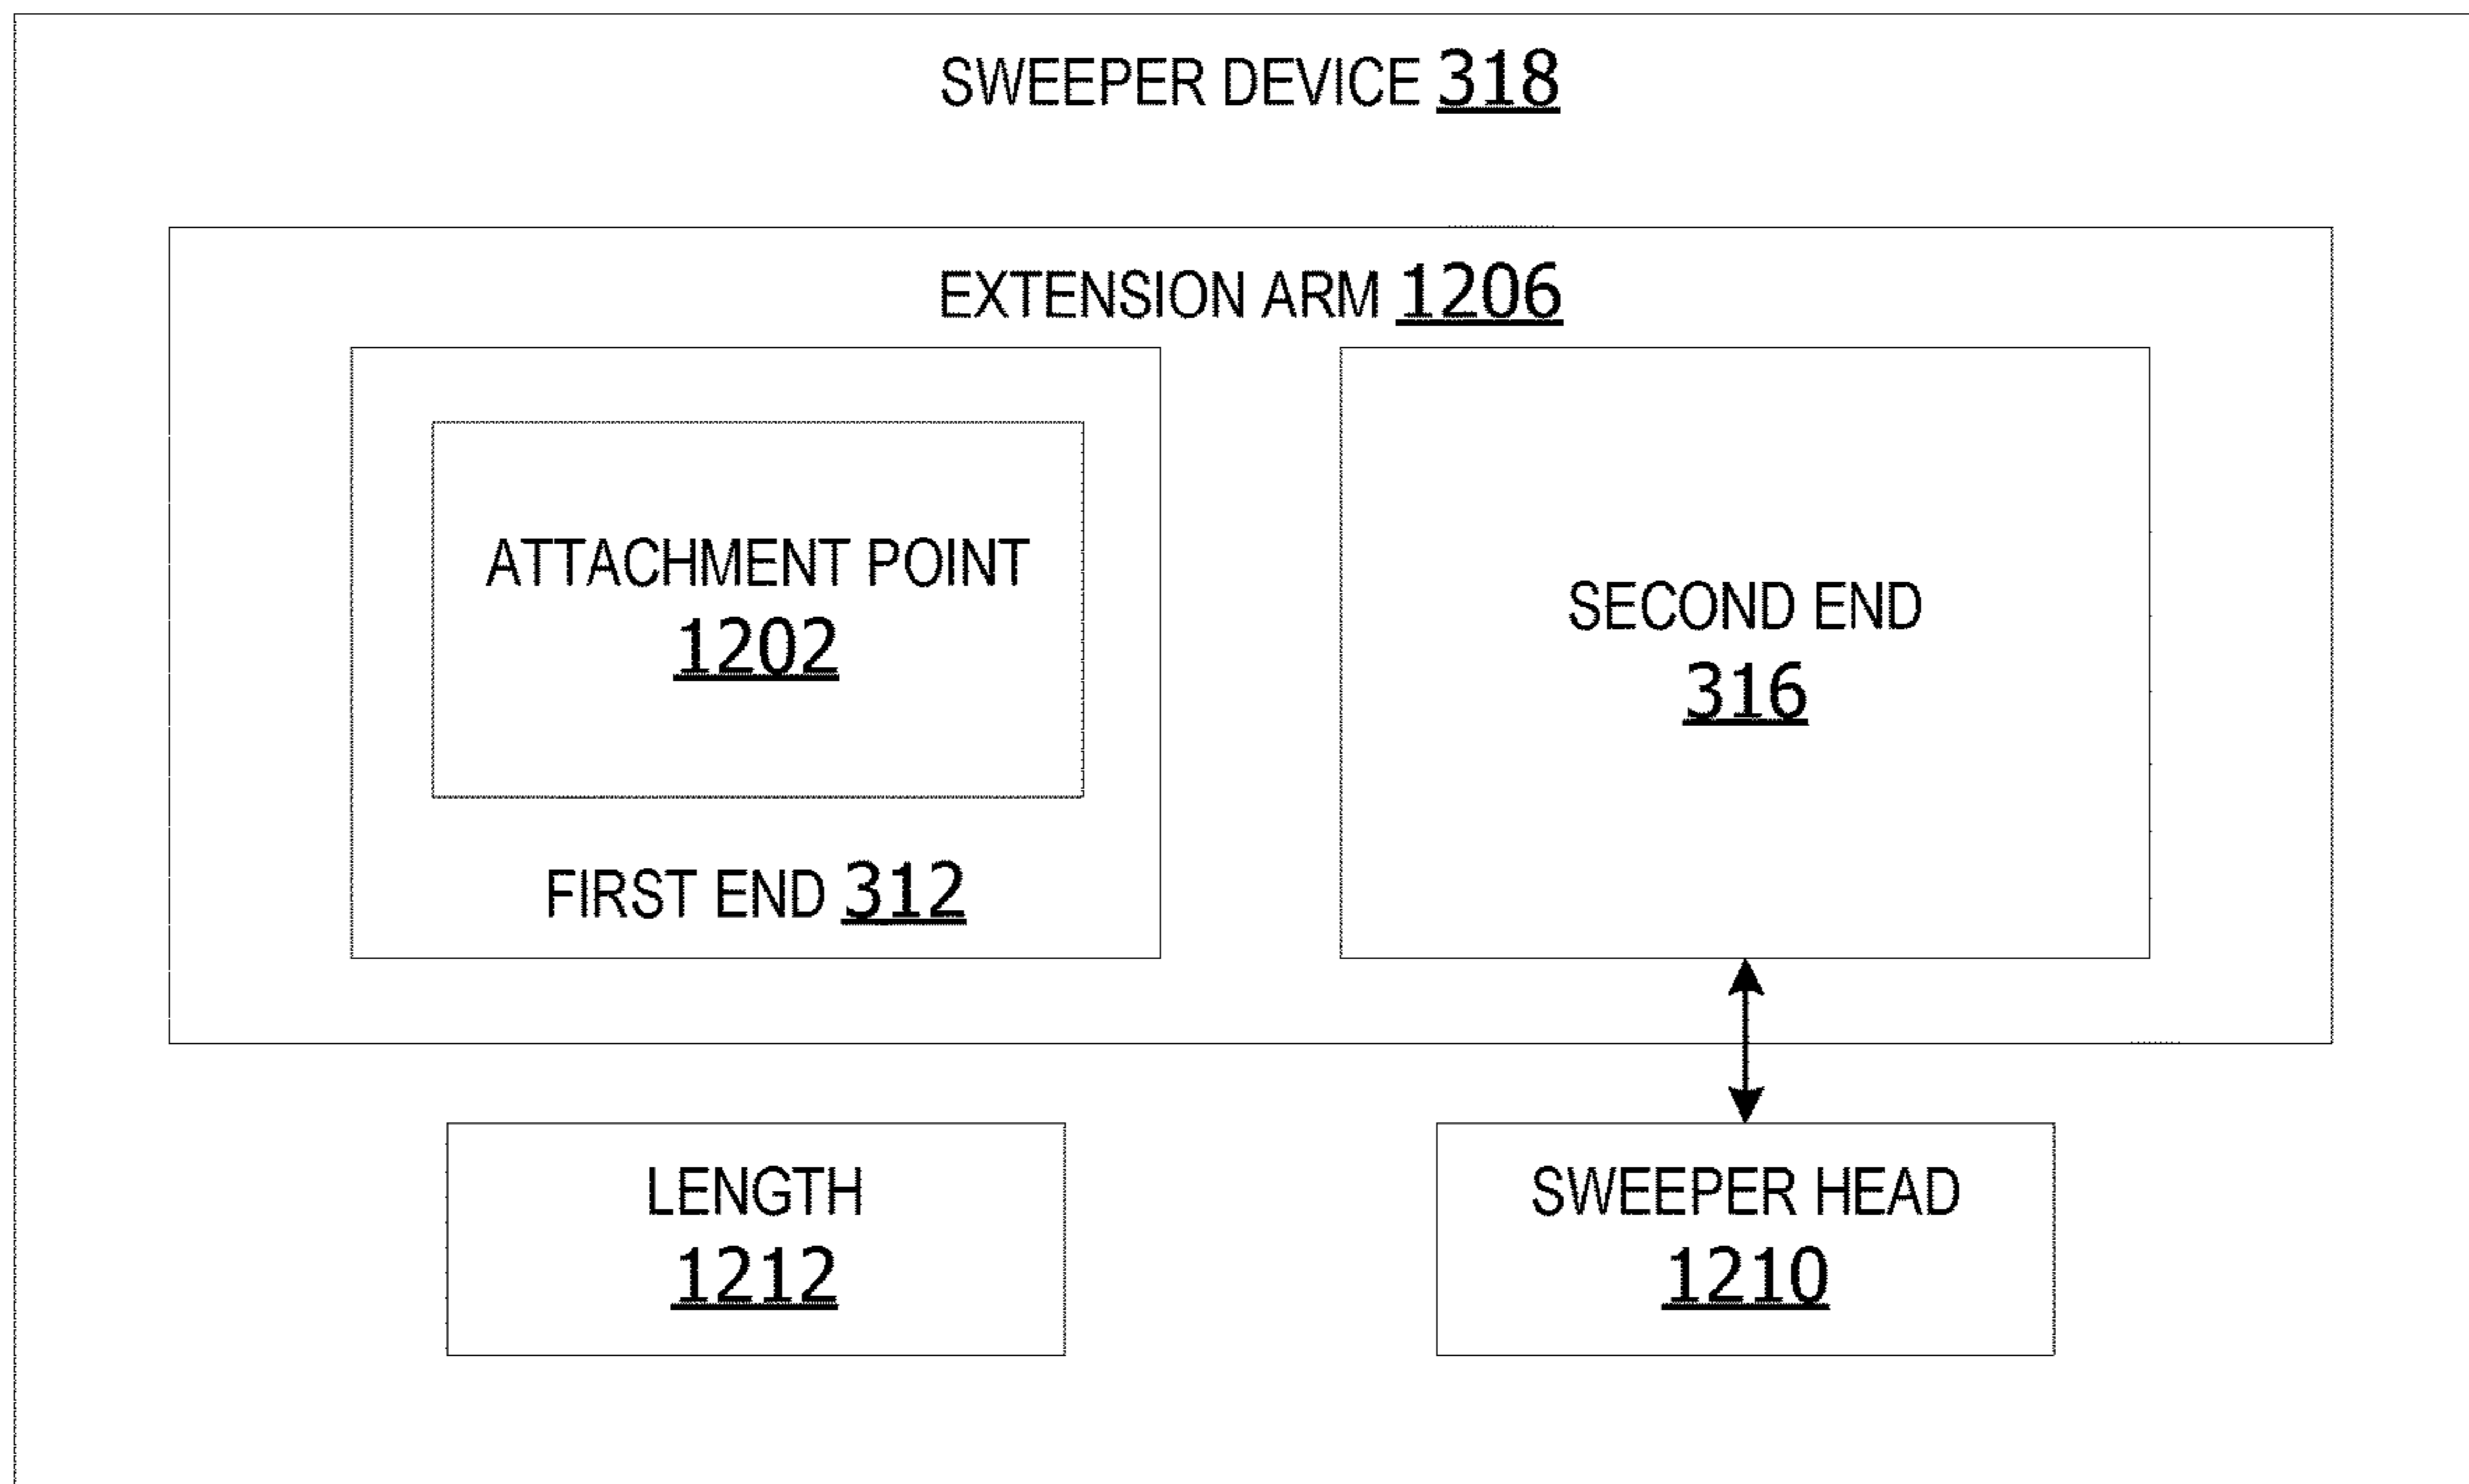 SWEEPER DEVICE 318
EXTENSION ARM 1206
ATTACHMENT POINT
1202
FIRST END 312
SECOND END
316
LENGTH
1212
SWEEPER HEAD
1210